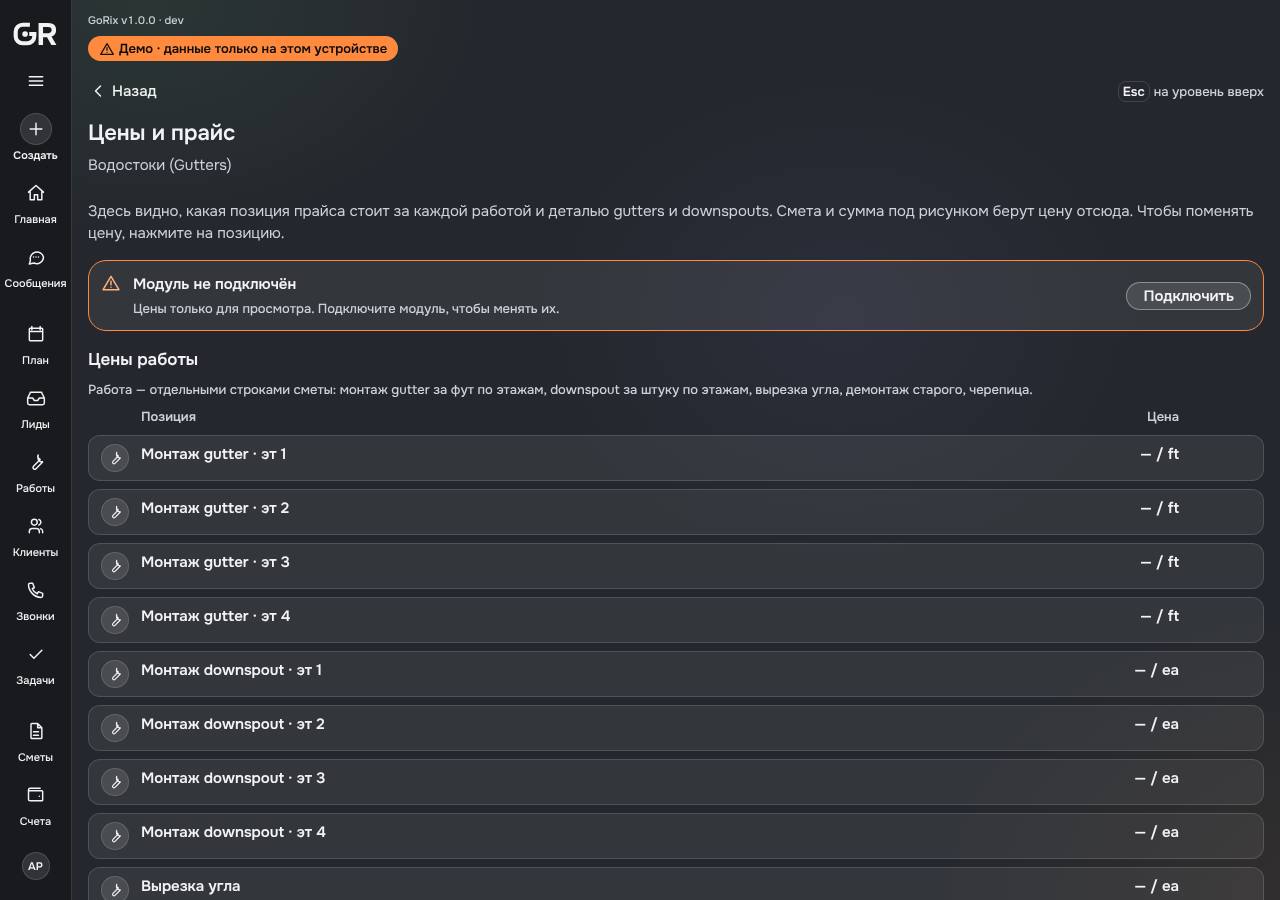 GR
GoRix v1.0.0 · dev
Демо · данные только на этом устройстве
Назад
Esc на уровень вверх
Создать
Главная
Сообщения
План
Лиды
Работы
Клиенты
Звонки
Задачи
Сметы
Счета
AP
Цены и прайс
Водостоки (Gutters)
Здесь видно, какая позиция прайса стоит за каждой работой и деталью gutters и downspouts. Смета и сумма под рисунком берут цену отсюда. Чтобы поменять
цену, нажмите на позицию.
Модуль не подключён
Цены только для просмотра. Подключите модуль, чтобы менять их.
Подключить
Цены работы
Работа — отдельными строками сметы: монтаж gutter за фут по этажам, downspout за штуку по этажам, вырезка угла, демонтаж старого, черепица.
Позиция Цена
Монтаж gutter · эт 1 — / ft
Монтаж gutter · эт 2 — / ft
Монтаж gutter · эт 3 — / ft
Монтаж gutter · эт 4 — / ft
Монтаж downspout · эт 1 — / ea
Монтаж downspout · эт 2 — / ea
Монтаж downspout · эт 3 — / ea
Монтаж downspout · эт 4 — / ea
Вырезка угла — / ea